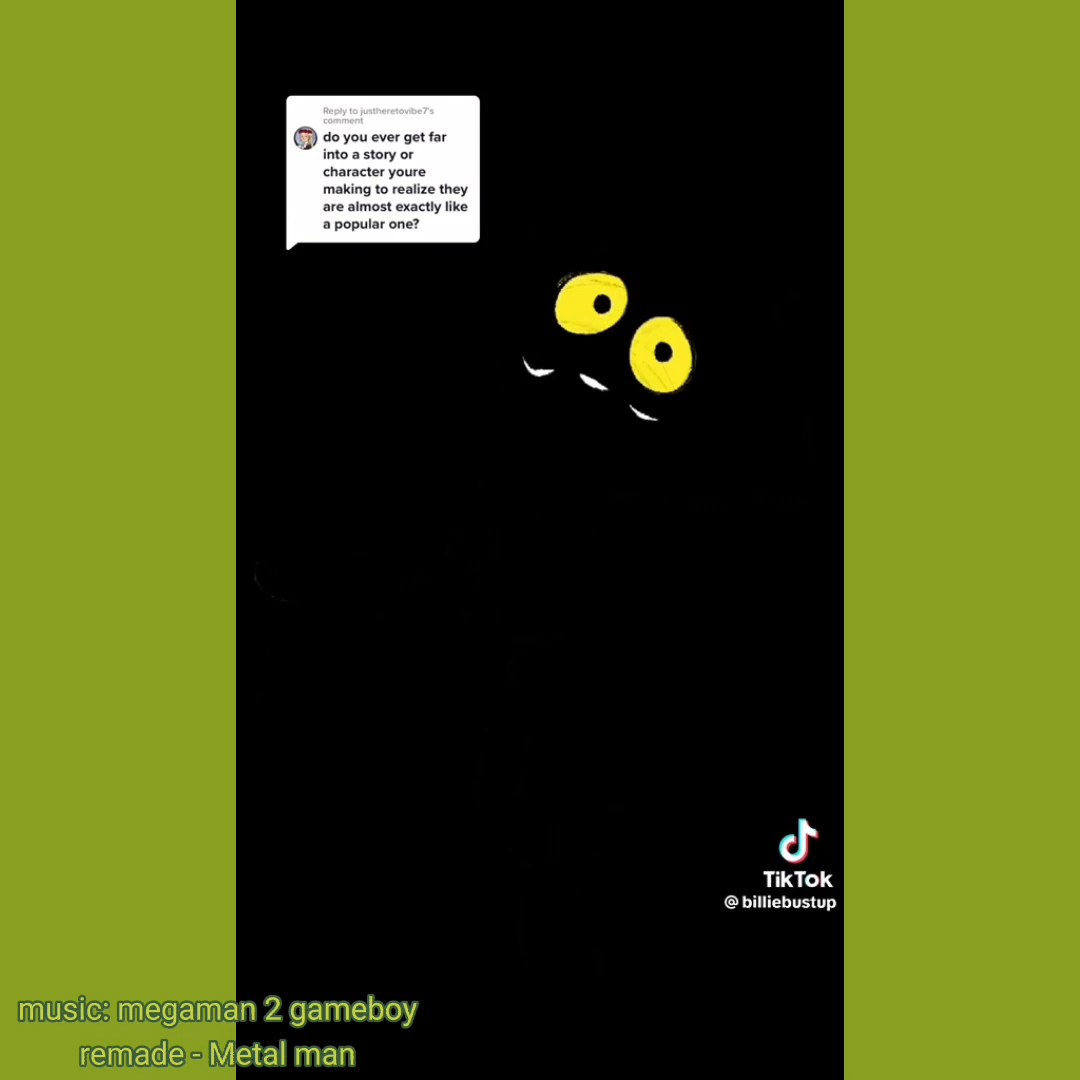 Reply to justheretovibe7's
comment
do you ever get far
into a story or
character youre
making to realize they
are almost exactly like
a popular one?
TikTok
@billiebustup
music: megaman 2 gameboy
remade - Metal man